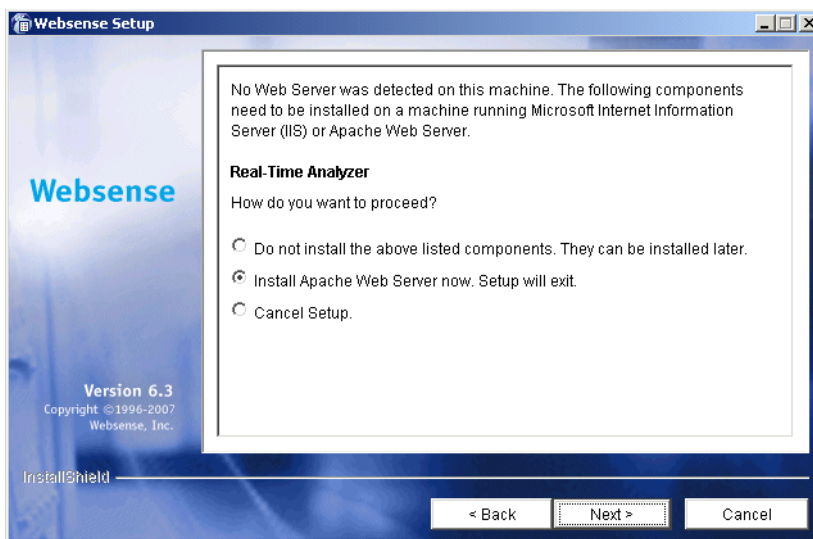 Websense Setup
No Web Server was detected on this machine. The following components
need to be installed on a machine running Microsoft Internet Information
Server (IIS) or Apache Web Server.
Real-Time Analyzer
How do you want to proceed?
Do not install the above listed components. They can be installed later.
Install Apache Web Server now. Setup will exit.
Cancel Setup.
Websense
Version 6.3
Copyright ©1996-2007
Websense, Inc.
InstallShield
< Back
Next >
Cancel